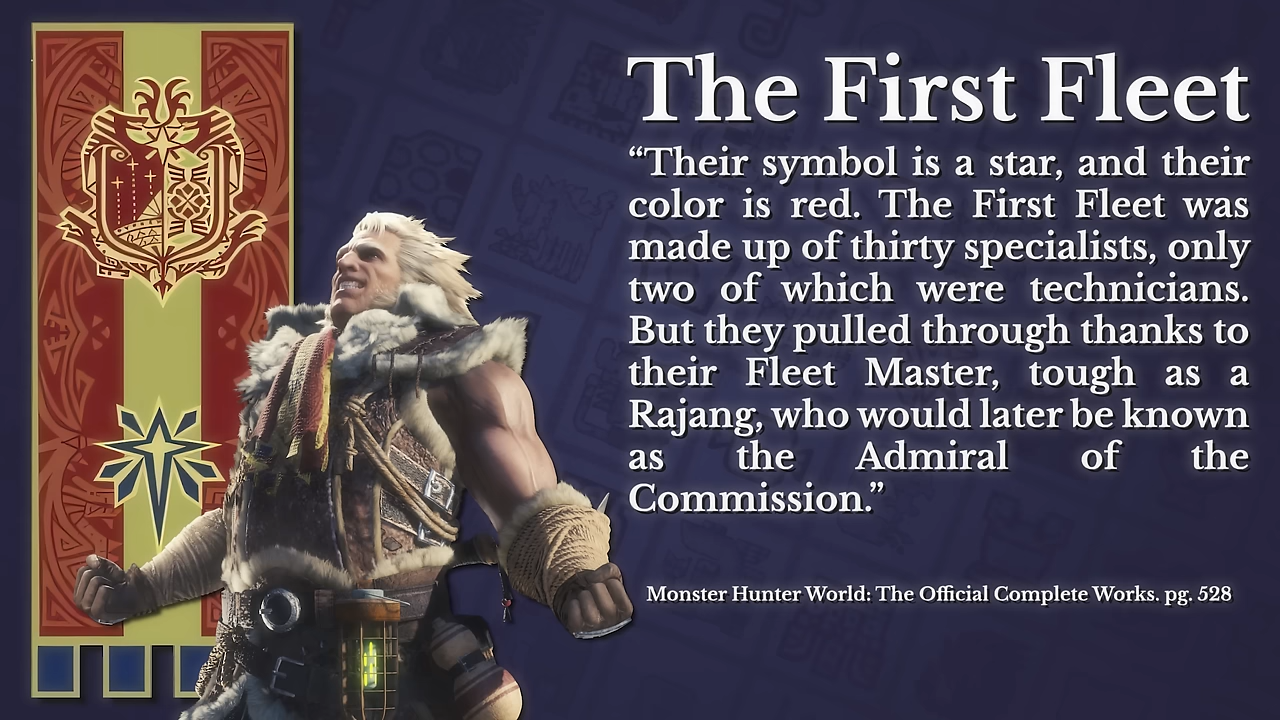 The First Fleet
“Their symbol is a star, and their
color is red. The First Fleet was
made up of thirty specialists, only
two of which were technicians.
But they pulled through thanks to
their Fleet Master, tough as a
Rajang, who would later be known
as the Admiral of the
Commission.”
Monster Hunter World: The Official Complete Works. pg. 528